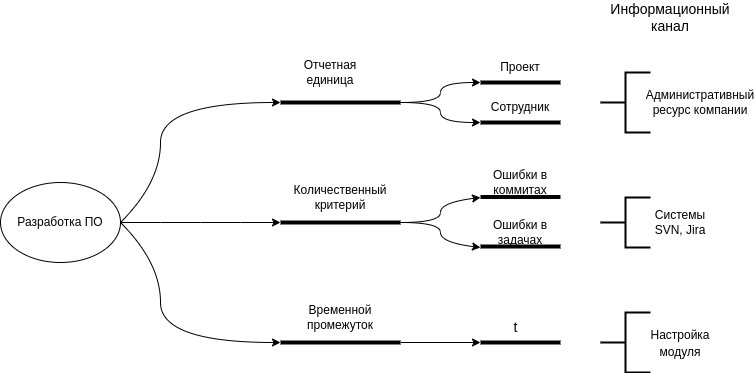 Информационный
канал
Отчетная
единица
Проект
Сотрудник
Административный
ресурс компании
Разработка ПО
Количественный
критерий
Ошибки в
коммитах
Ошибки в
задачах
Системы
SVN, Jira
Временной
промежуток
t
Настройка
модуля